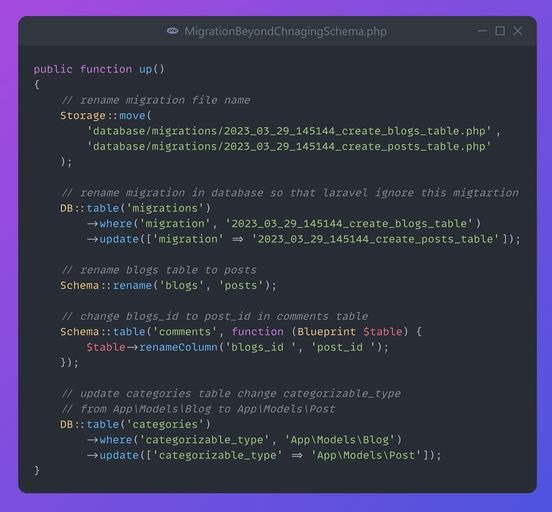 MigrationBeyondChnagingSchema.php
public function up()
{
    // rename migration file name
    Storage::move(
        'database/migrations/2023_03_29_145144_create_blogs_table.php',
        'database/migrations/2023_03_29_145144_create_posts_table.php'
    );
    // rename migration in database so that laravel ignore this migtartion
    DB::table('migrations')
        ->where('migration', '2023_03_29_145144_create_blogs_table')
        ->update(['migration' => '2023_03_29_145144_create_posts_table']);
    // rename blogs table to posts
    Schema::rename('blogs', 'posts');
    // change blogs_id to post_id in comments table
    Schema::table('comments', function (Blueprint $table) {
        $table->renameColumn('blogs_id ', 'post_id ');
    });
    // update categories table change categorizable_type
    // from App\Models\Blog to App\Models\Post
    DB::table('categories')
        ->where('categorizable_type', 'App\Models\Blog')
        ->update(['categorizable_type' => 'App\Models\Post']);
}